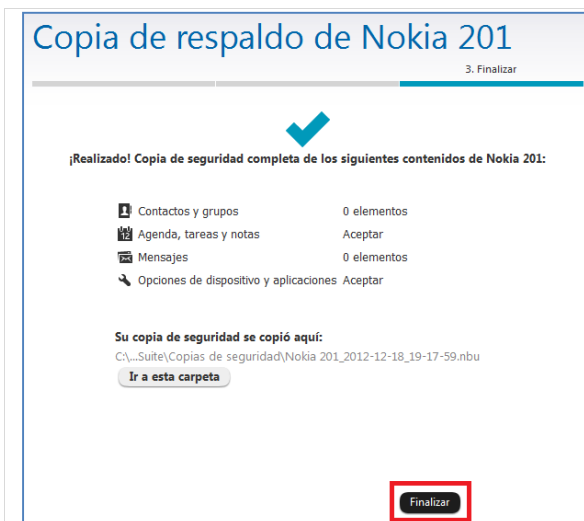 Copia de respaldo de Nokia 201
3. Finalizar
¡Realizado! Copia de seguridad completa de los siguientes contenidos de Nokia 201:
Contactos y grupos 0 elementos
12 Agenda, tareas y notas Aceptar
Mensajes 0 elementos
Opciones de dispositivo y aplicaciones Aceptar
Su copia de seguridad se copió aquí:
C:\...Suite\Copias de seguridad\Nokia 201_2012-12-18_19-17-59.nbu
Ir a esta carpeta
Finalizar